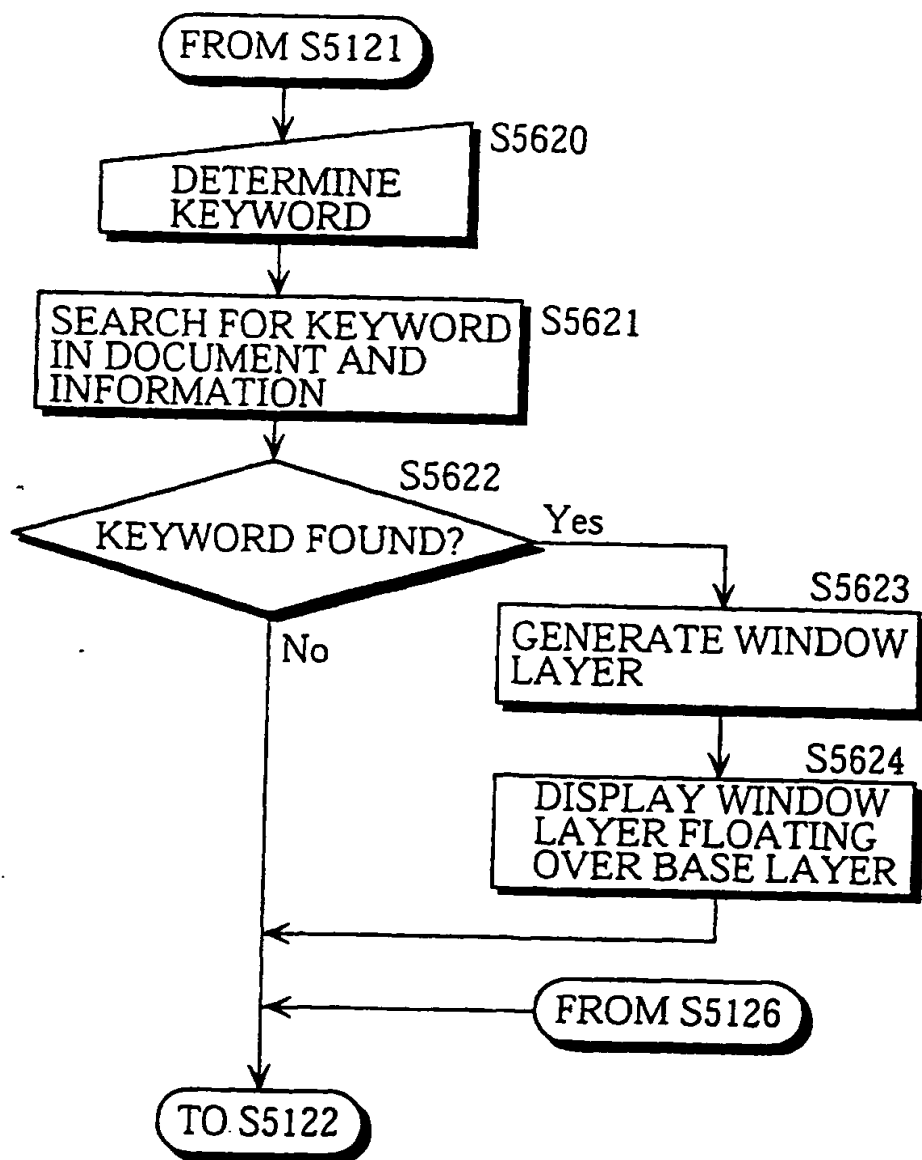 FROM S5121
S5620
DETERMINE
KEYWORD
SEARCH FOR KEYWORD
IN DOCUMENT AND
INFORMATION
S5621
S5622
KEYWORD FOUND?
Yes
No
S5623
GENERATE WINDOW
LAYER
S5624
DISPLAY WINDOW
LAYER FLOATING
OVER BASE LAYER
FROM S5126
TO S5122